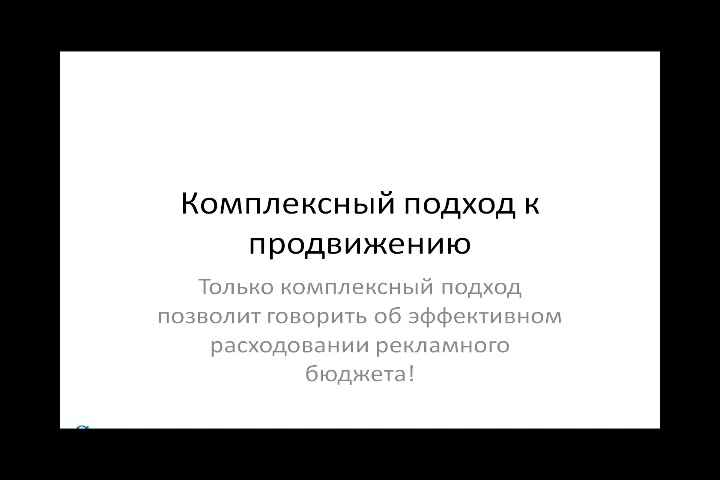 Комплексный подход к
продвижению
Только комплексный подход
позволит говорить об эффективном
расходовании рекламного
бюджета!